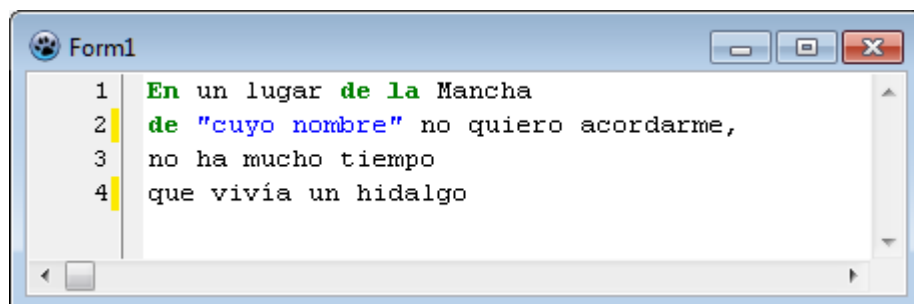 Form1
1 En un lugar de la Mancha
2 de "cuyo nombre" no quiero acordarme,
3 no ha mucho tiempo
4 que vivía un hidalgo